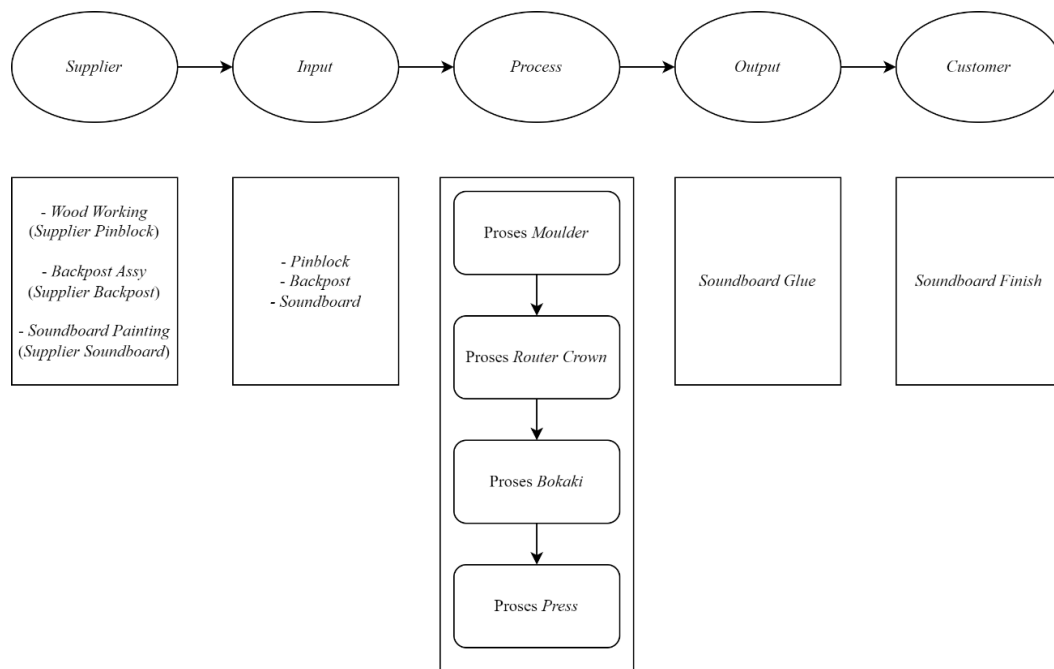 Supplier
Input
Process
Output
Customer
- Wood Working
(Supplier Pinblock)
- Backpost Assy
(Supplier Backpost)
- Soundboard Painting
(Supplier Soundboard)
- Pinblock
- Backpost
- Soundboard
Proses Moulder
Proses Router Crown
Proses Bokaki
Proses Press
Soundboard Glue
Soundboard Finish